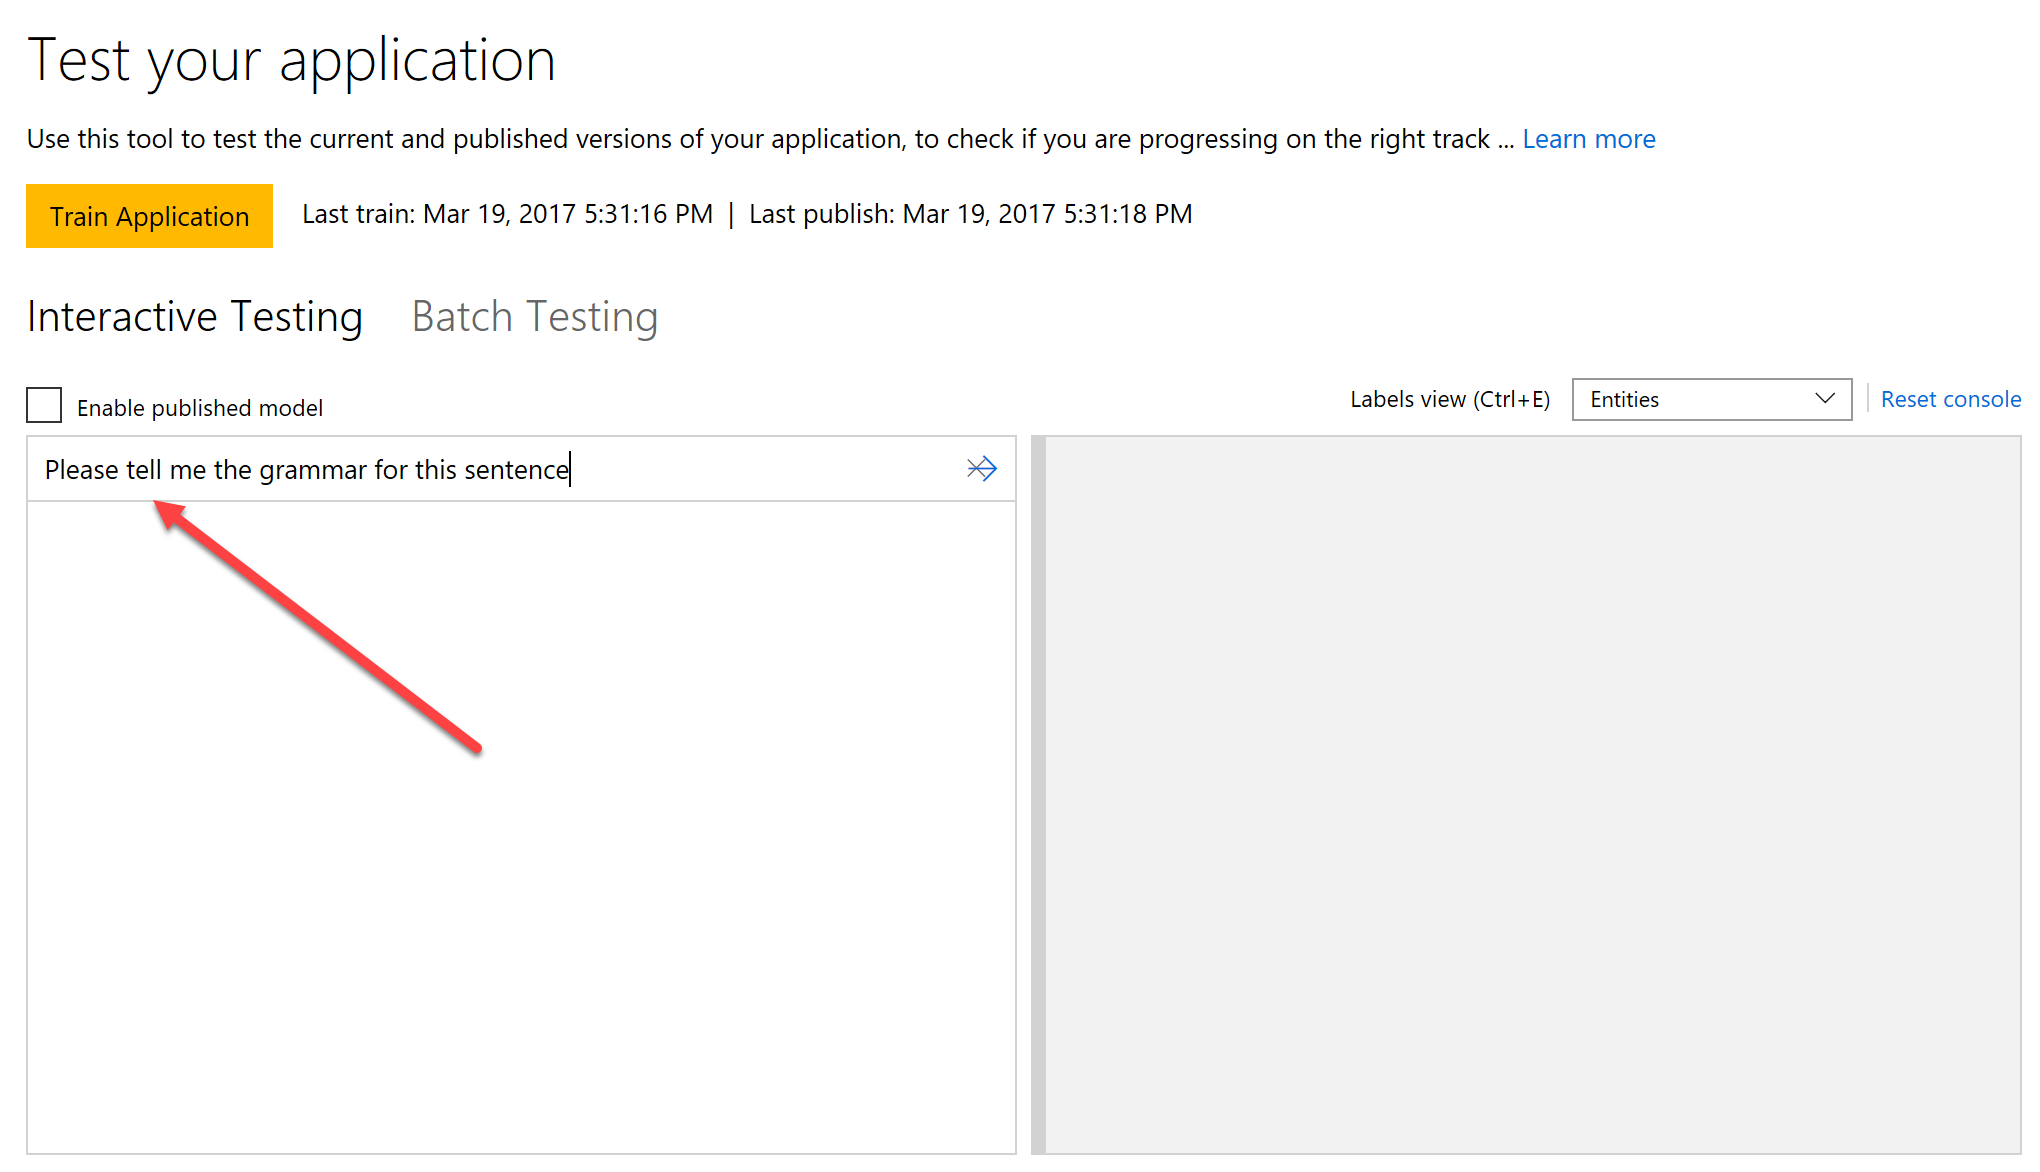 Test your application
Use this tool to test the current and published versions of your application, to check if you are progressing on the right track ... Learn more
Train Application
Last train: Mar 19, 2017 5:31:16 PM | Last publish: Mar 19, 2017 5:31:18 PM
Interactive Testing
Batch Testing
Enable published model
Labels view (Ctrl+E)
Entities
Reset console
Please tell me the grammar for this sentence